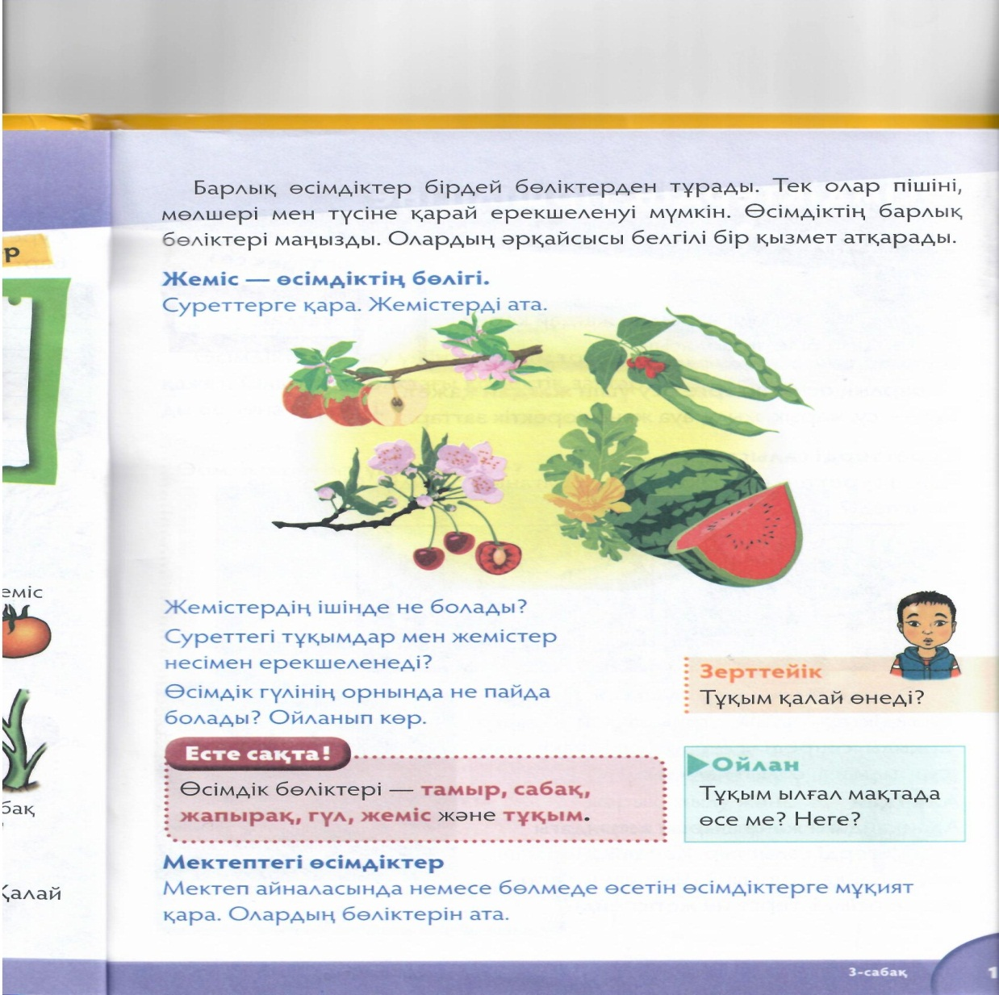 Барлық өсімдіктер бірдей бөліктерден тұрады. Тек олар пішіні,
мөлшері мен түсіне қарай ерекшеленуі мүмкін. Өсімдіктің барлық
бөліктері маңызды. Олардың әрқайсысы белгілі бір қызмет атқарады.
Жеміс — өсімдіктің бөлігі.
Суреттерге қара. Жемістерді ата.
Жемістердің ішінде не болады?
Суреттегі тұқымдар мен жемістер
несімен ерекшеленеді?
Өсімдік гүлінің орнында не пайда
болады? Ойланып көр.
Зерттейік
Тұқым қалай өнеді?
Есте сақта!
Өсімдік бөліктері — тамыр, сабақ,
жапырақ, гүл, жеміс және тұқым.
Ойлан
Тұқым ылғал мақтада
өсе ме? Неге?
Мектептегі өсімдіктер
Мектеп айналасында немесе бөлмеде өсетін өсімдіктерге мұқият
қара. Олардың бөліктерін ата.
3-сабақ